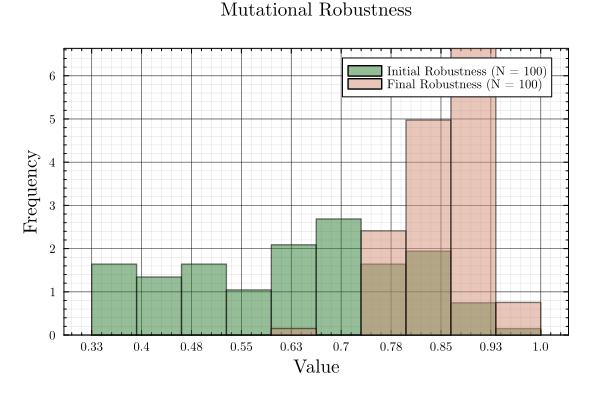 Mutational Robustness
Initial Robustness (N = 100)
Final Robustness (N = 100)
Frequency
6
5
4
3
2
1
0
0.33 0.4 0.48 0.55 0.63 0.7 0.78 0.85 0.93 1.0
Value